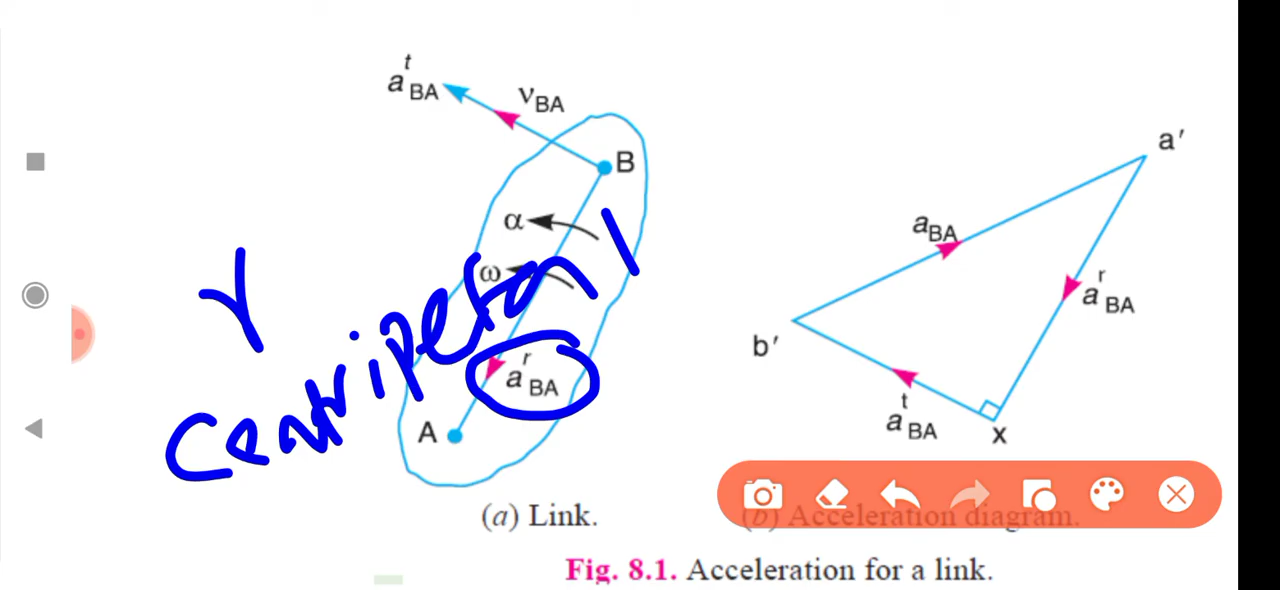 a^t_BA
v_BA
B
α
ω
r
centripetal
a^r_BA
A
(a) Link.
a′
a_BA
a^r_BA
b′
a^t_BA
x
(b) Acceleration diagram.
Fig. 8.1. Acceleration for a link.